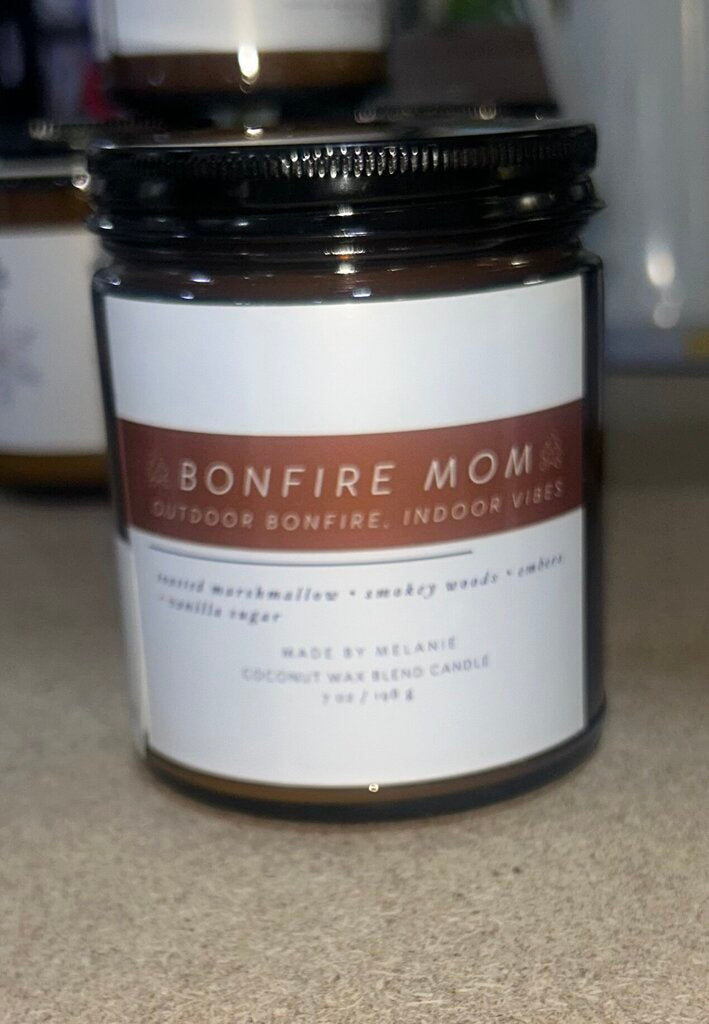 BONFIRE MOM
OUTDOOR BONFIRE, INDOOR VIBES
toasted marshmallow • smokey woods • embers
• vanilla sugar
MADE BY MELANIE
COCONUT WAX BLEND CANDLE
7 oz / 198 g